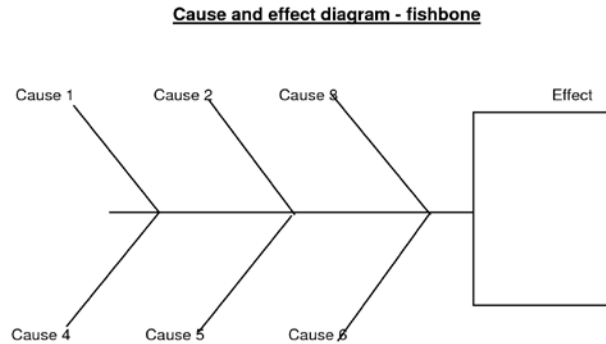 Cause and effect diagram - fishbone
Cause 1
Cause 2
Cause 3
Effect
Cause 4
Cause 5
Cause 6